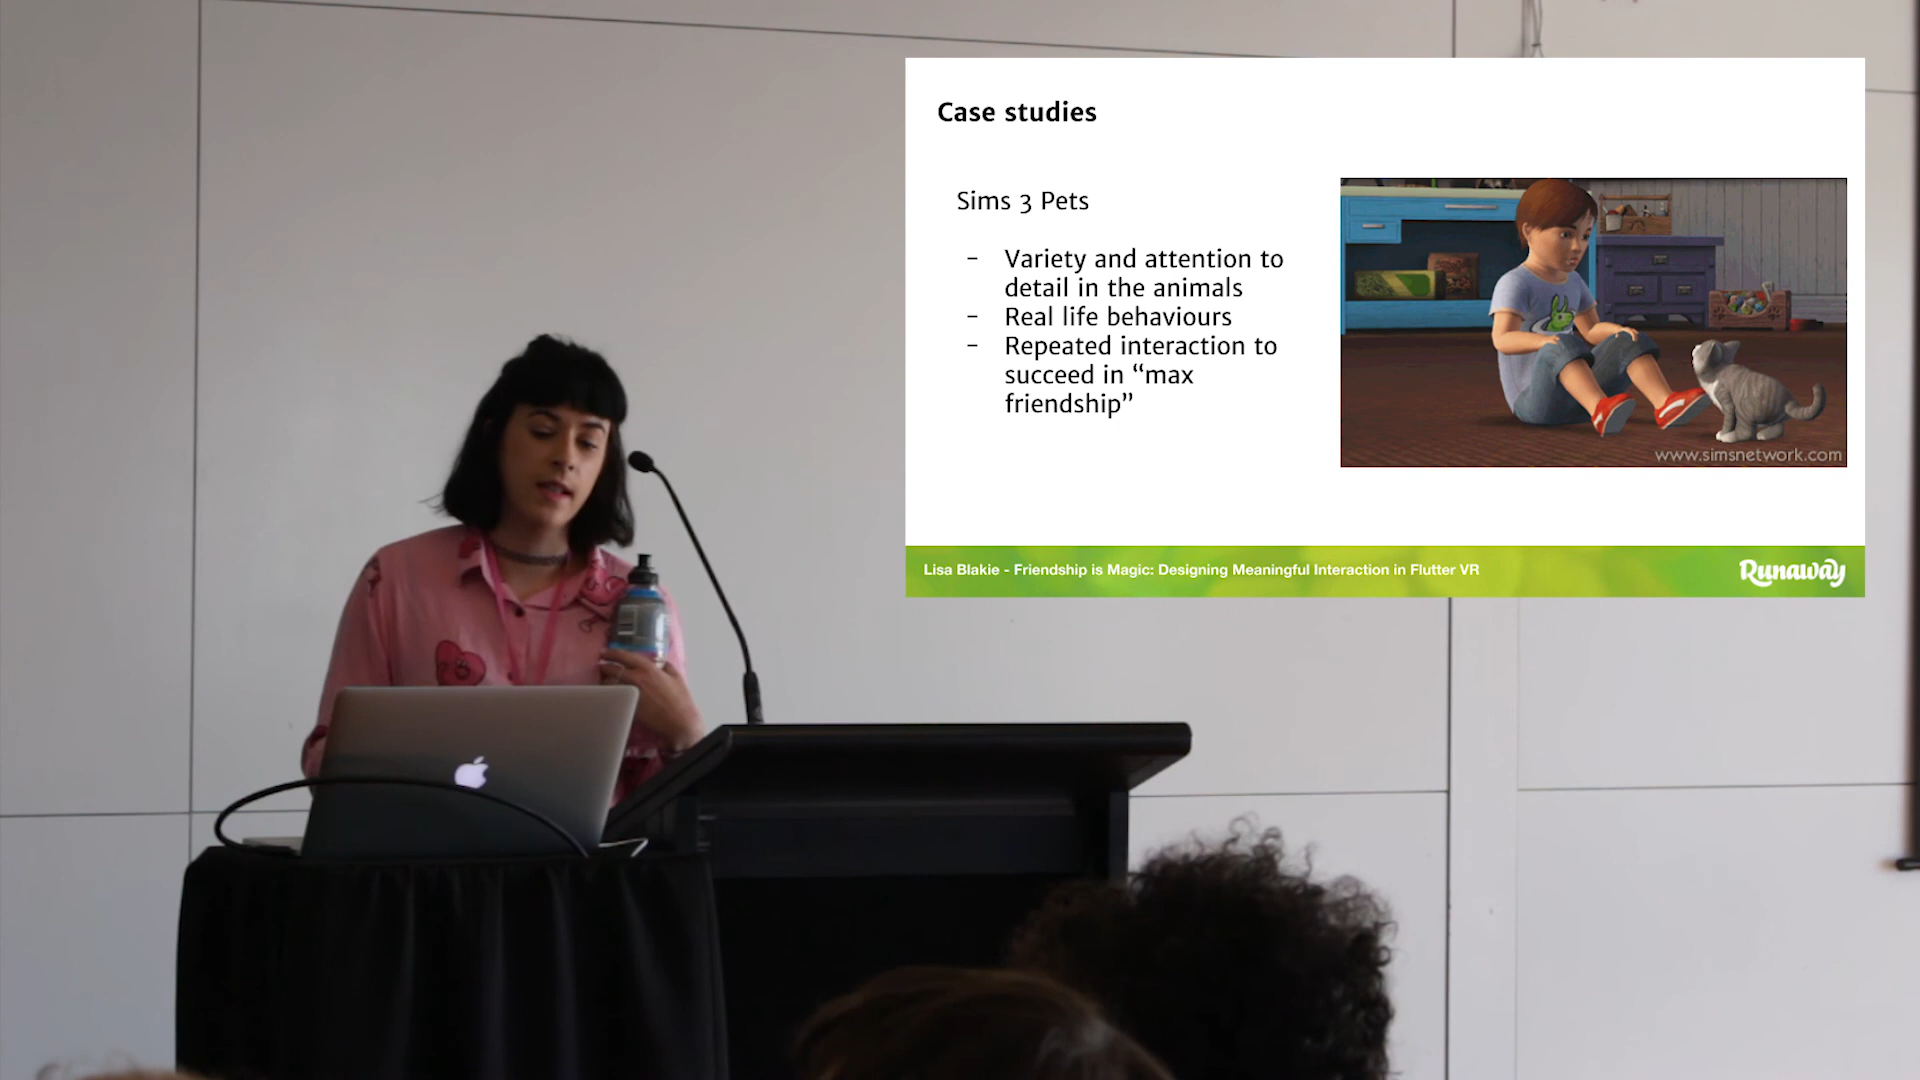 Case studies
Sims 3 Pets
- Variety and attention to
detail in the animals
- Real life behaviours
- Repeated interaction to
succeed in “max
friendship”
www.simsnetwork.com
Lisa Blakie - Friendship is Magic: Designing Meaningful Interaction in Flutter VR
Runaway